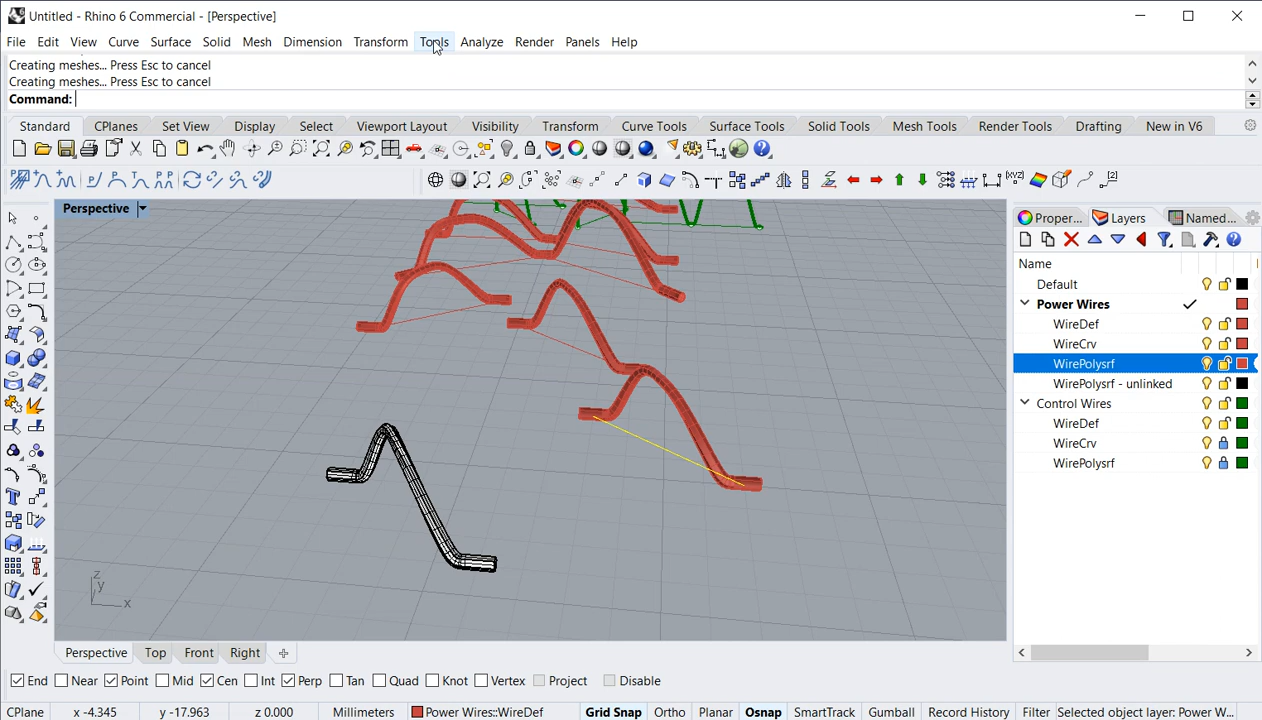 Untitled - Rhino 6 Commercial - [Perspective]
File Edit View Curve Surface Solid Mesh Dimension Transform Tools Analyze Render Panels Help
Creating meshes... Press Esc to cancel
Creating meshes... Press Esc to cancel
Command:
Standard CPlanes Set View Display Select Viewport Layout Visibility Transform Curve Tools Surface Tools Solid Tools Mesh Tools Render Tools Drafting New in V6
Perspective
Proper... Layers Named...
Name
Default
Power Wires
WireDef
WireCrv
WirePolysrf
WirePolysrf - unlinked
Control Wires
WireDef
WireCrv
WirePolysrf
z
y
x
Perspective Top Front Right
End Near Point Mid Cen Int Perp Tan Quad Knot Vertex Project Disable
CPlane x -4.345 y -17.963 z 0.000 Millimeters Power Wires::WireDef Grid Snap Ortho Planar Osnap SmartTrack Gumball Record History Filter Selected object layer: Power W...